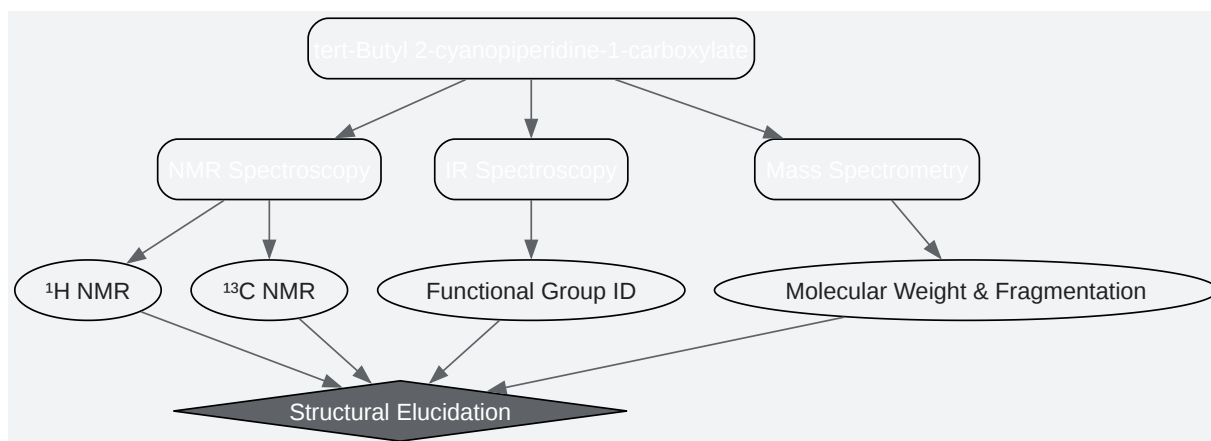 tert-Butyl 2-cyanopiperidine-1-carboxylate
NMR Spectroscopy
IR Spectroscopy
Mass Spectrometry
¹H NMR
¹³C NMR
Functional Group ID
Molecular Weight & Fragmentation
Structural Elucidation